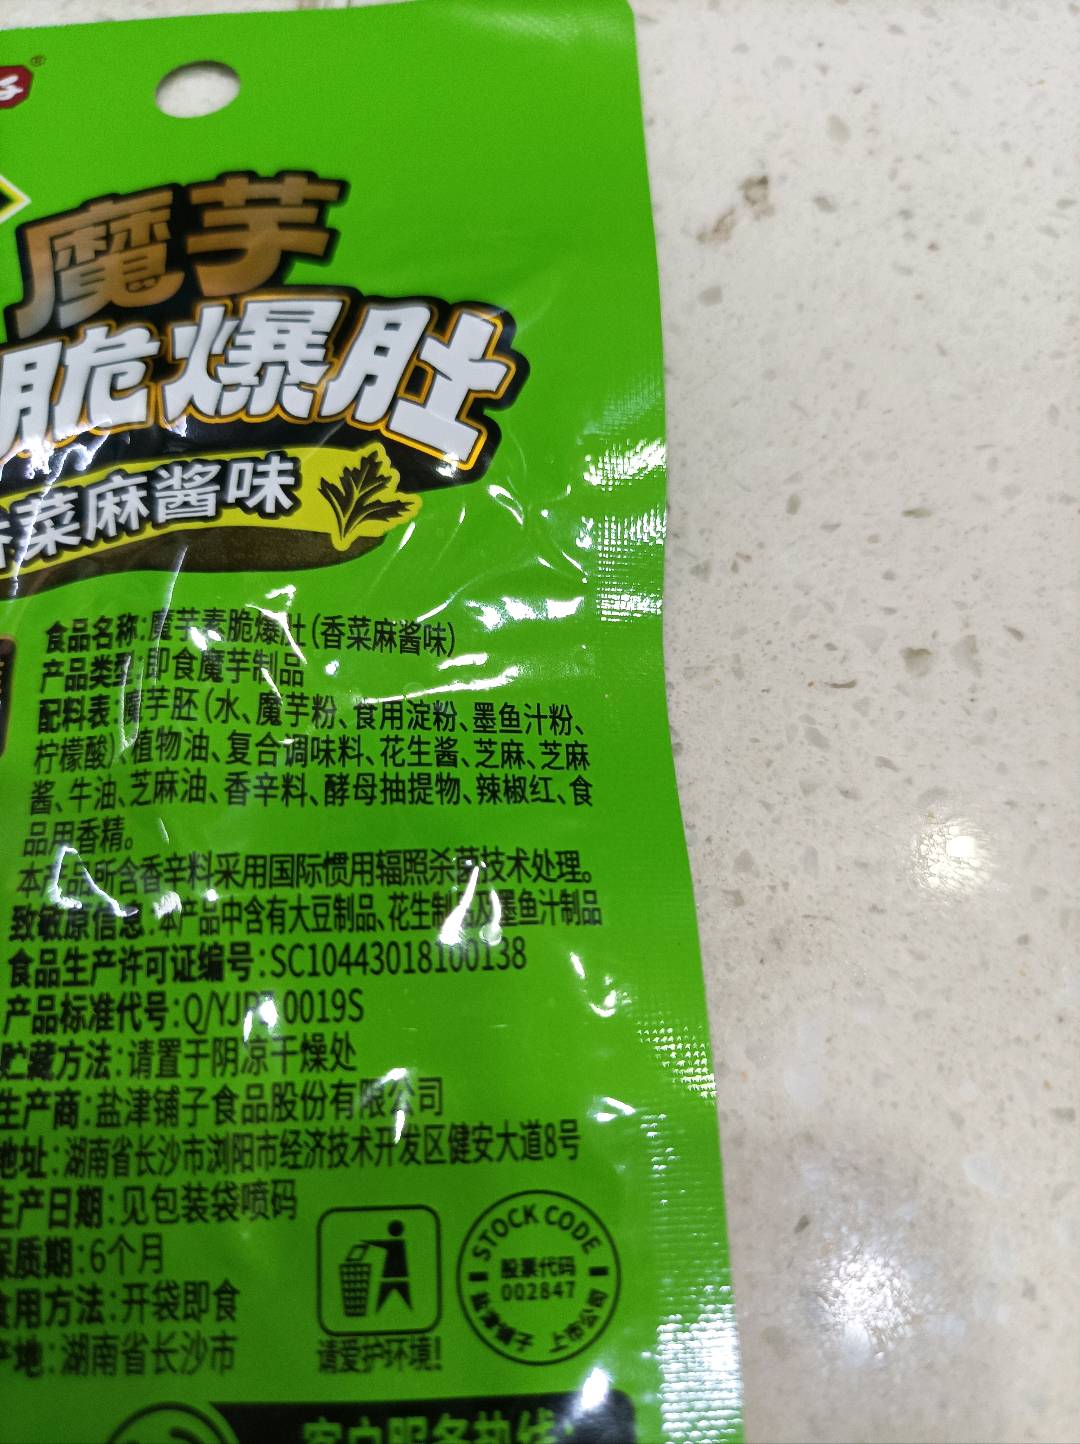 魔芋
脆爆肚
香菜麻酱味
食品名称:魔芋素脆爆肚(香菜麻酱味)
产品类型:即食魔芋制品
配料表:魔芋胚(水、魔芋粉、食用淀粉、墨鱼汁粉、
柠檬酸)、植物油、复合调味料、花生酱、芝麻、芝麻
酱、牛油、芝麻油、香辛料、酵母抽提物、辣椒红、食
品用香精。
本产品所含香辛料采用国际惯用辐照杀菌技术处理。
致敏原信息:本产品中含有大豆制品、花生制品及墨鱼汁制品
食品生产许可证编号:SC10443018100138
产品标准代号:Q/YJP 0019S
贮藏方法:请置于阴凉干燥处
生产商:盐津铺子食品股份有限公司
地址:湖南省长沙市浏阳市经济技术开发区健安大道8号
生产日期:见包装袋喷码
保质期:6个月
食用方法:开袋即食
产地:湖南省长沙市
请爱护环境!
STOCK CODE
股票代码
002847
盐津铺子 上市公司
客户服务热线: